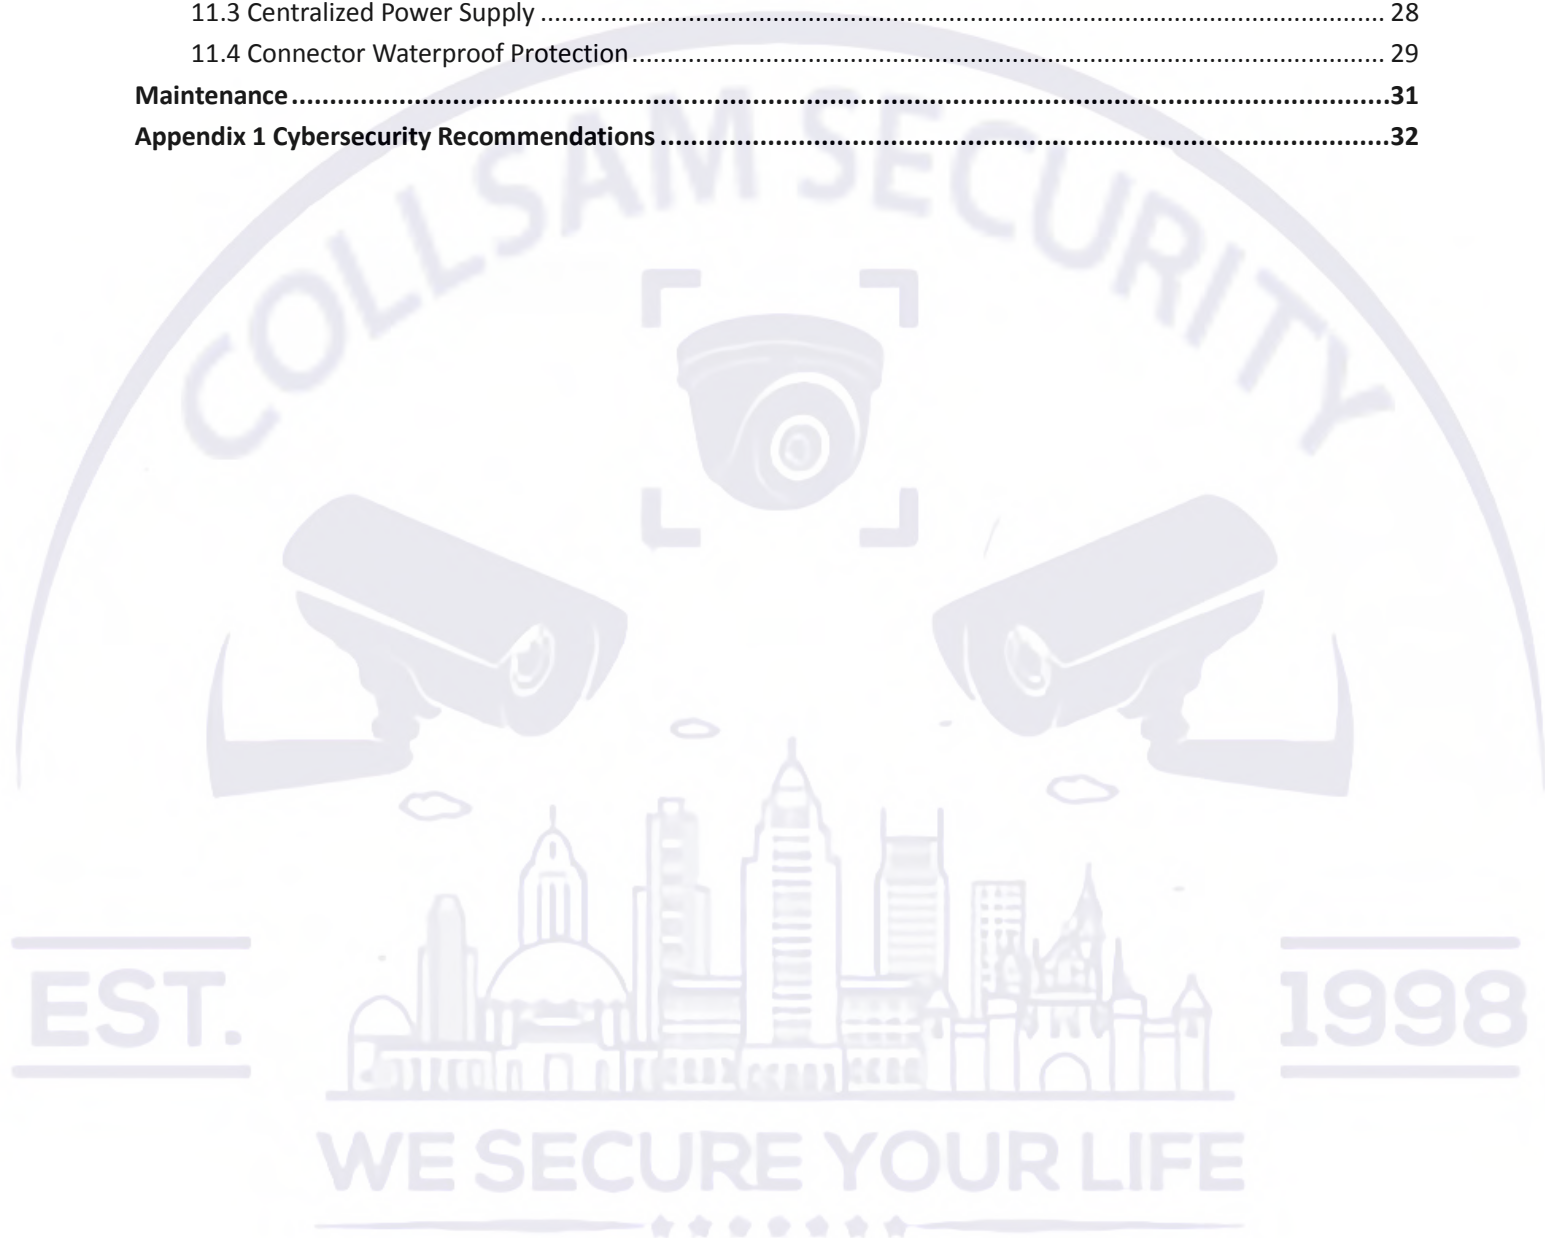 11.3 Centralized Power Supply ........................................................................................................ 28
11.4 Connector Waterproof Protection ........................................................................................................ 29
Maintenance ........................................................................................................31
Appendix 1 Cybersecurity Recommendations ........................................................................................................32
COLLSAM SECURITY
EST.
1998
WE SECURE YOUR LIFE